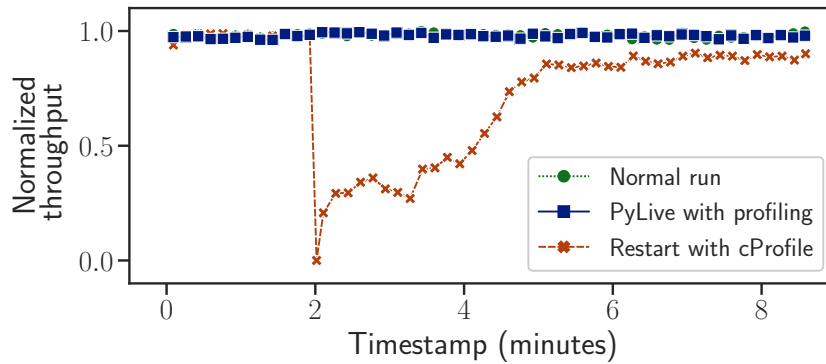 Normalized
throughput
1.0
0.5
0.0
Normal run
PyLive with profiling
Restart with cProfile
0
2
4
6
8
Timestamp (minutes)